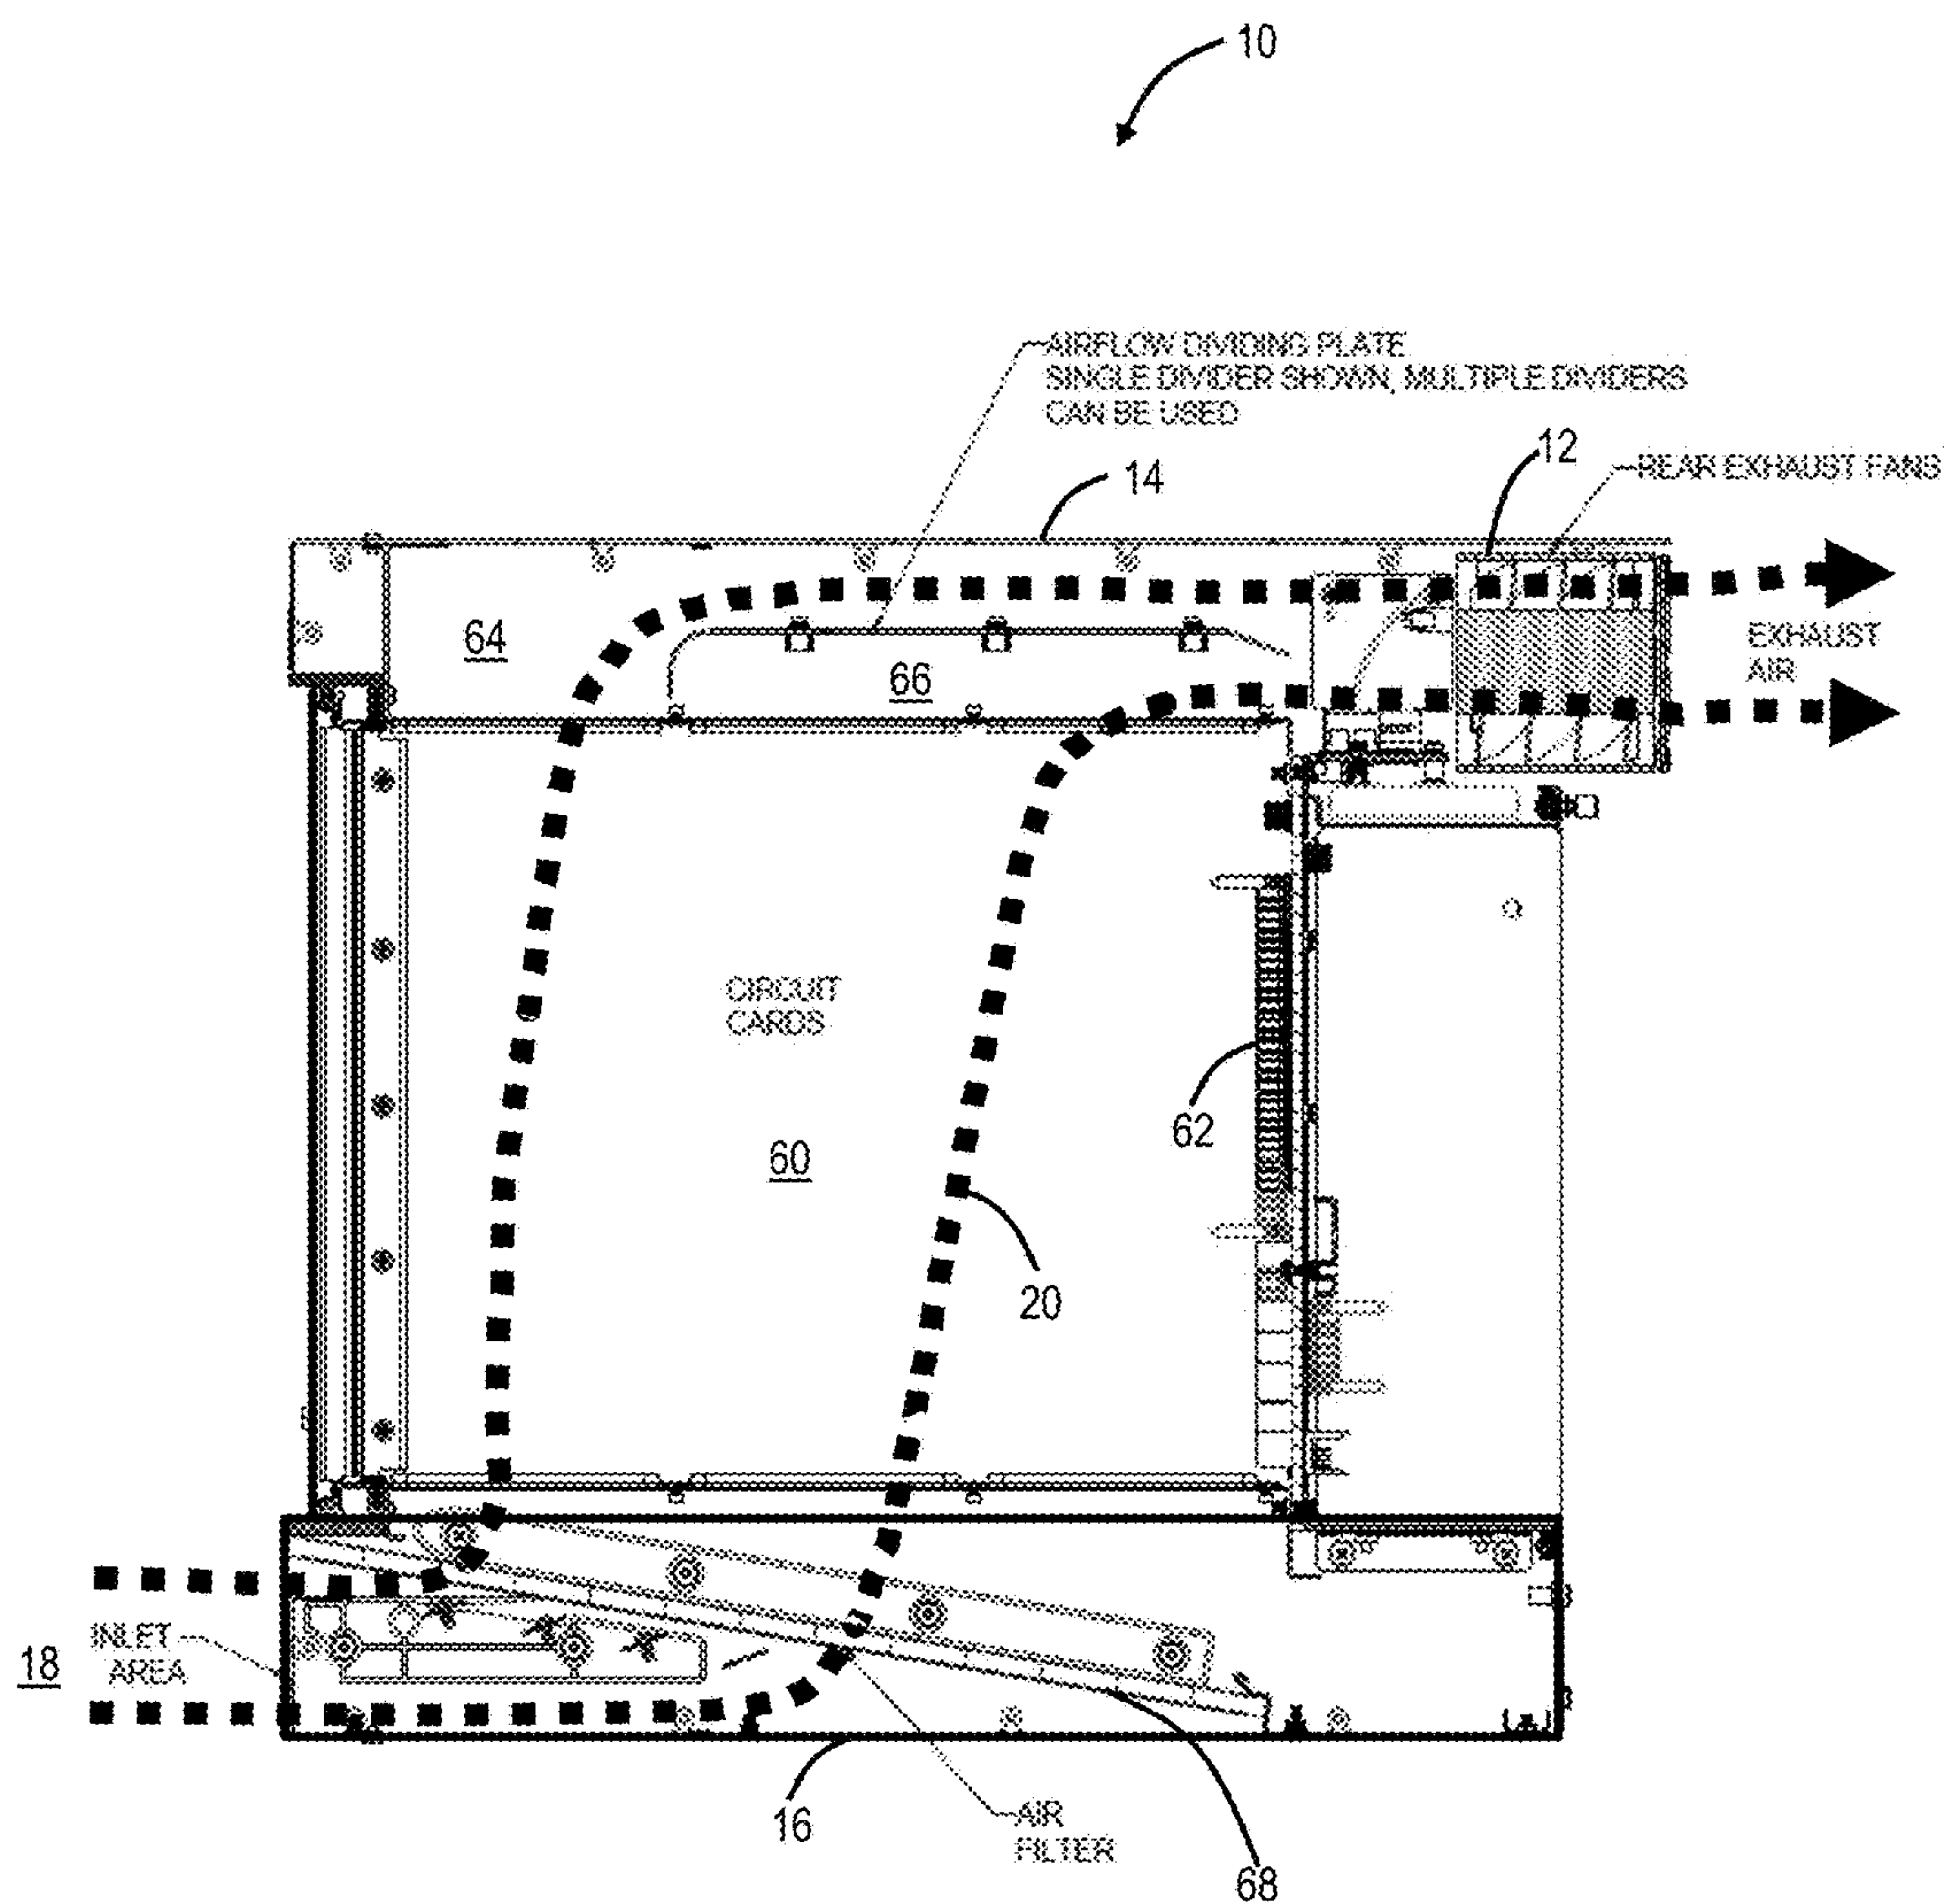 10
AIRFLOW DIVIDING PLATE
SINGLE DIVIDER SHOWN, MULTIPLE DIVIDERS
CAN BE USED
12
REAR EXHAUST FANS
14
64
66
EXHAUST
AIR
CIRCUIT
CARDS
62
60
20
INLET
AREA
18
16
AIR
FILTER
68